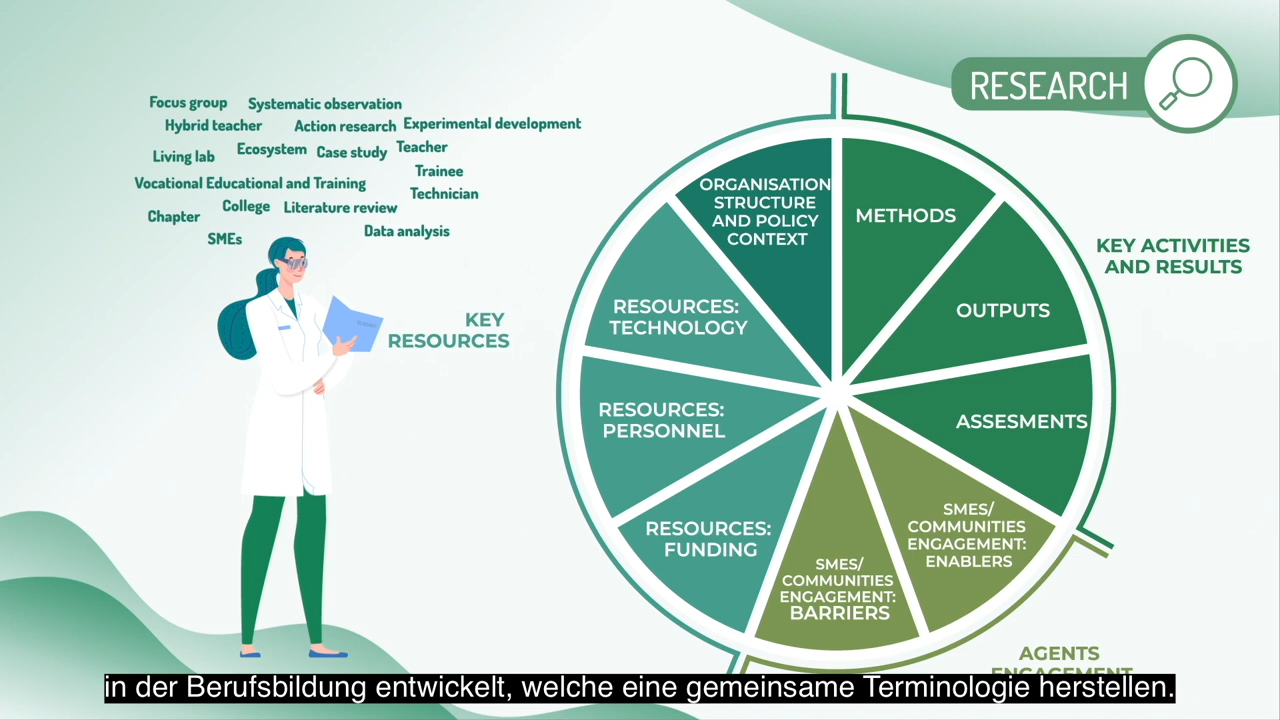 RESEARCH
Focus group
Systematic observation
Hybrid teacher
Action research
Experimental development
Living lab
Ecosystem
Case study
Teacher
Trainee
Vocational Educational and Training
Technician
College
Literature review
Chapter
SMEs
Data analysis
KEY
RESOURCES
ORGANISATION
STRUCTURE
AND POLICY
CONTEXT
METHODS
OUTPUTS
ASSESMENTS
SMES/
COMMUNITIES
ENGAGEMENT:
ENABLERS
SMES/
COMMUNITIES
ENGAGEMENT:
BARRIERS
RESOURCES:
FUNDING
RESOURCES:
PERSONNEL
RESOURCES:
TECHNOLOGY
KEY ACTIVITIES
AND RESULTS
AGENTS
ENGAGEMENT
in der Berufsbildung entwickelt, welche eine gemeinsame Terminologie herstellen.